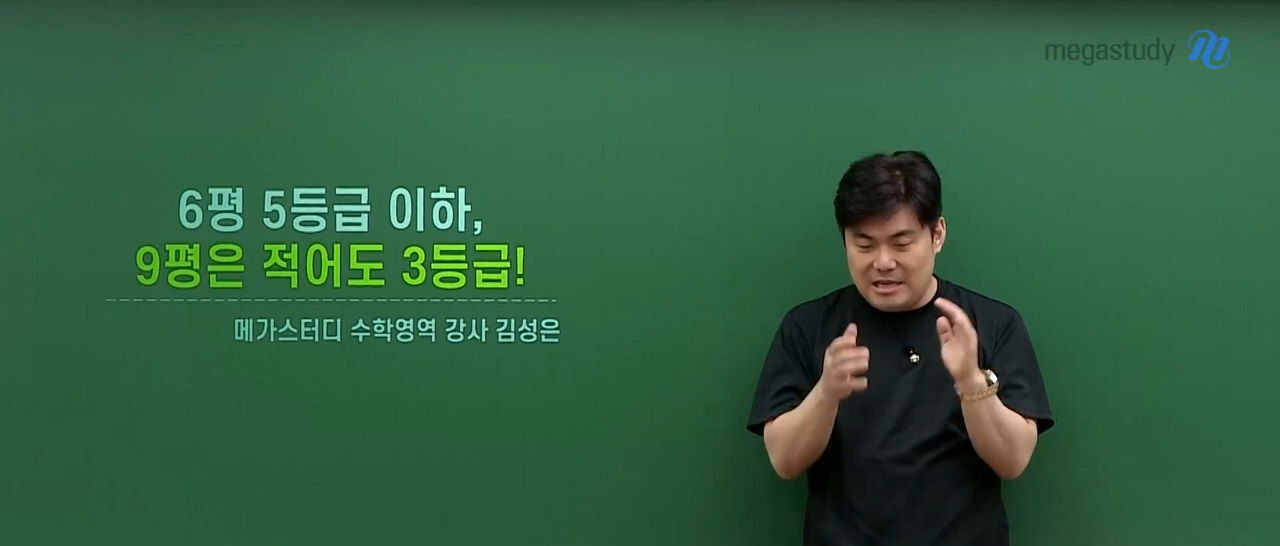 megastudy
6평 5등급 이하,
9평은 적어도 3등급!
메가스터디 수학영역 강사 김성은